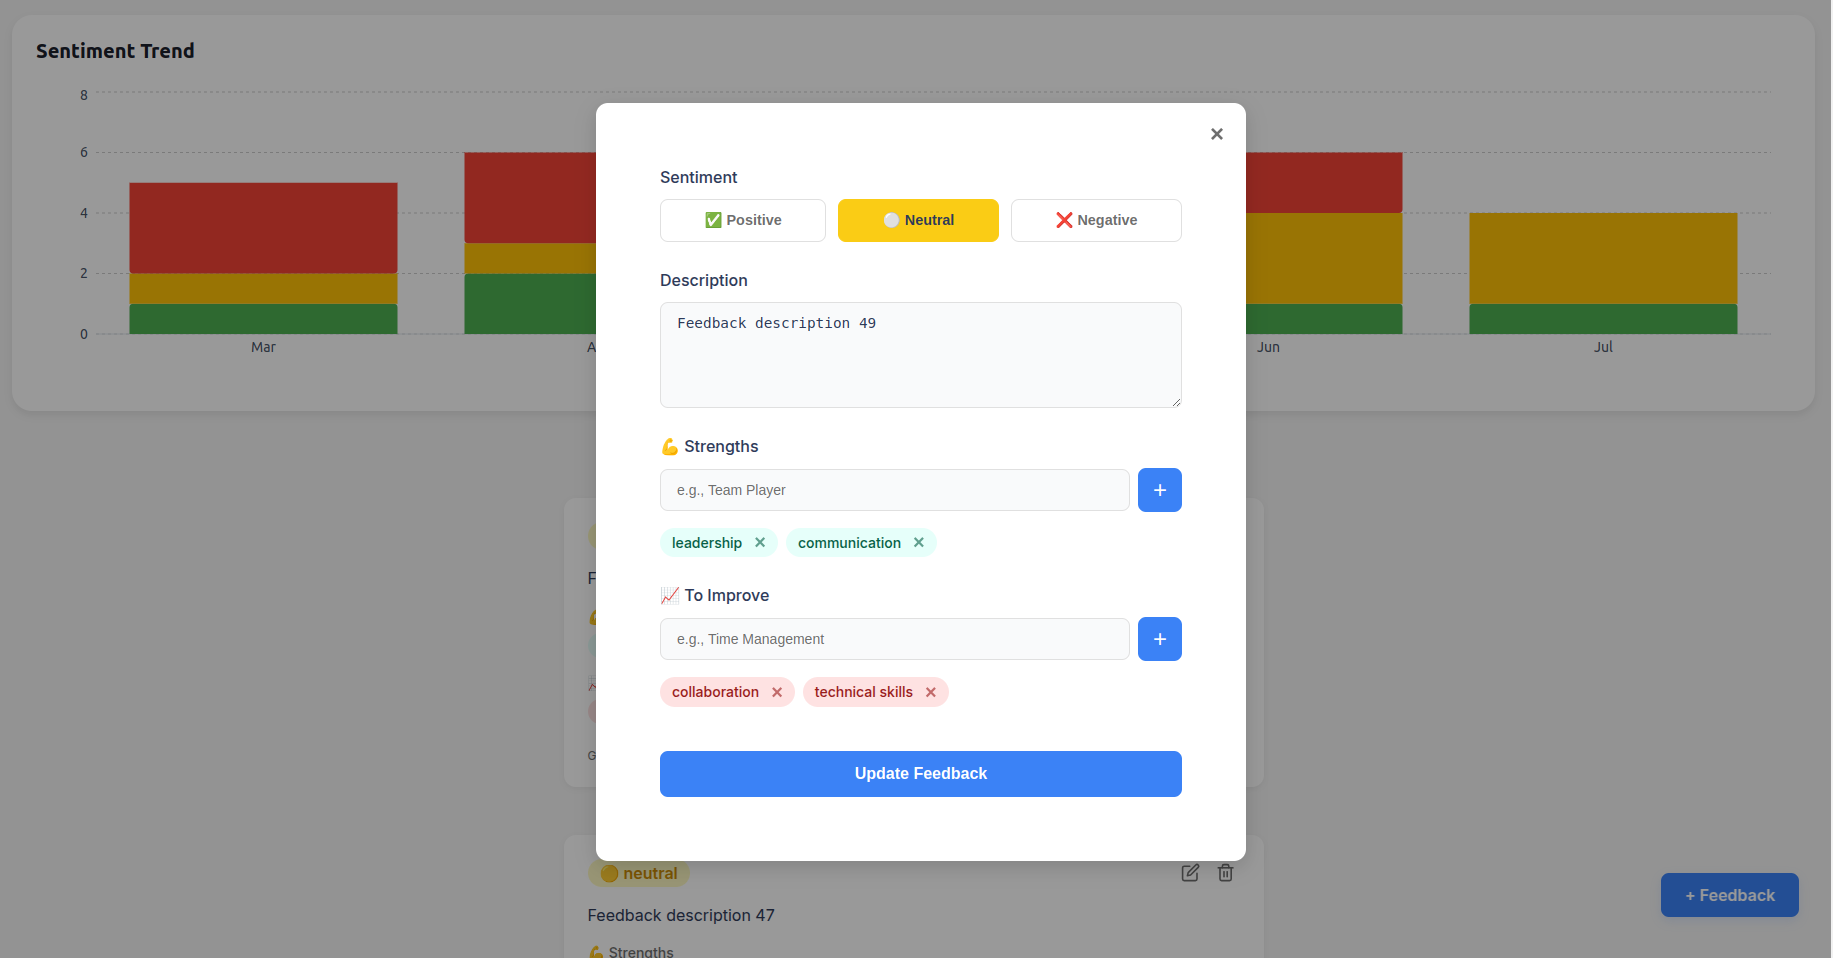 Sentiment Trend
8
6
4
2
0
Mar
Jun
Jul
×
Sentiment
✅ Positive
⚪ Neutral
❌ Negative
Description
Feedback description 49
💪 Strengths
e.g., Team Player
+
leadership ✕
communication ✕
📈 To Improve
e.g., Time Management
+
collaboration ✕
technical skills ✕
Update Feedback
🟡 neutral
Feedback description 47
💪 Strengths
+ Feedback